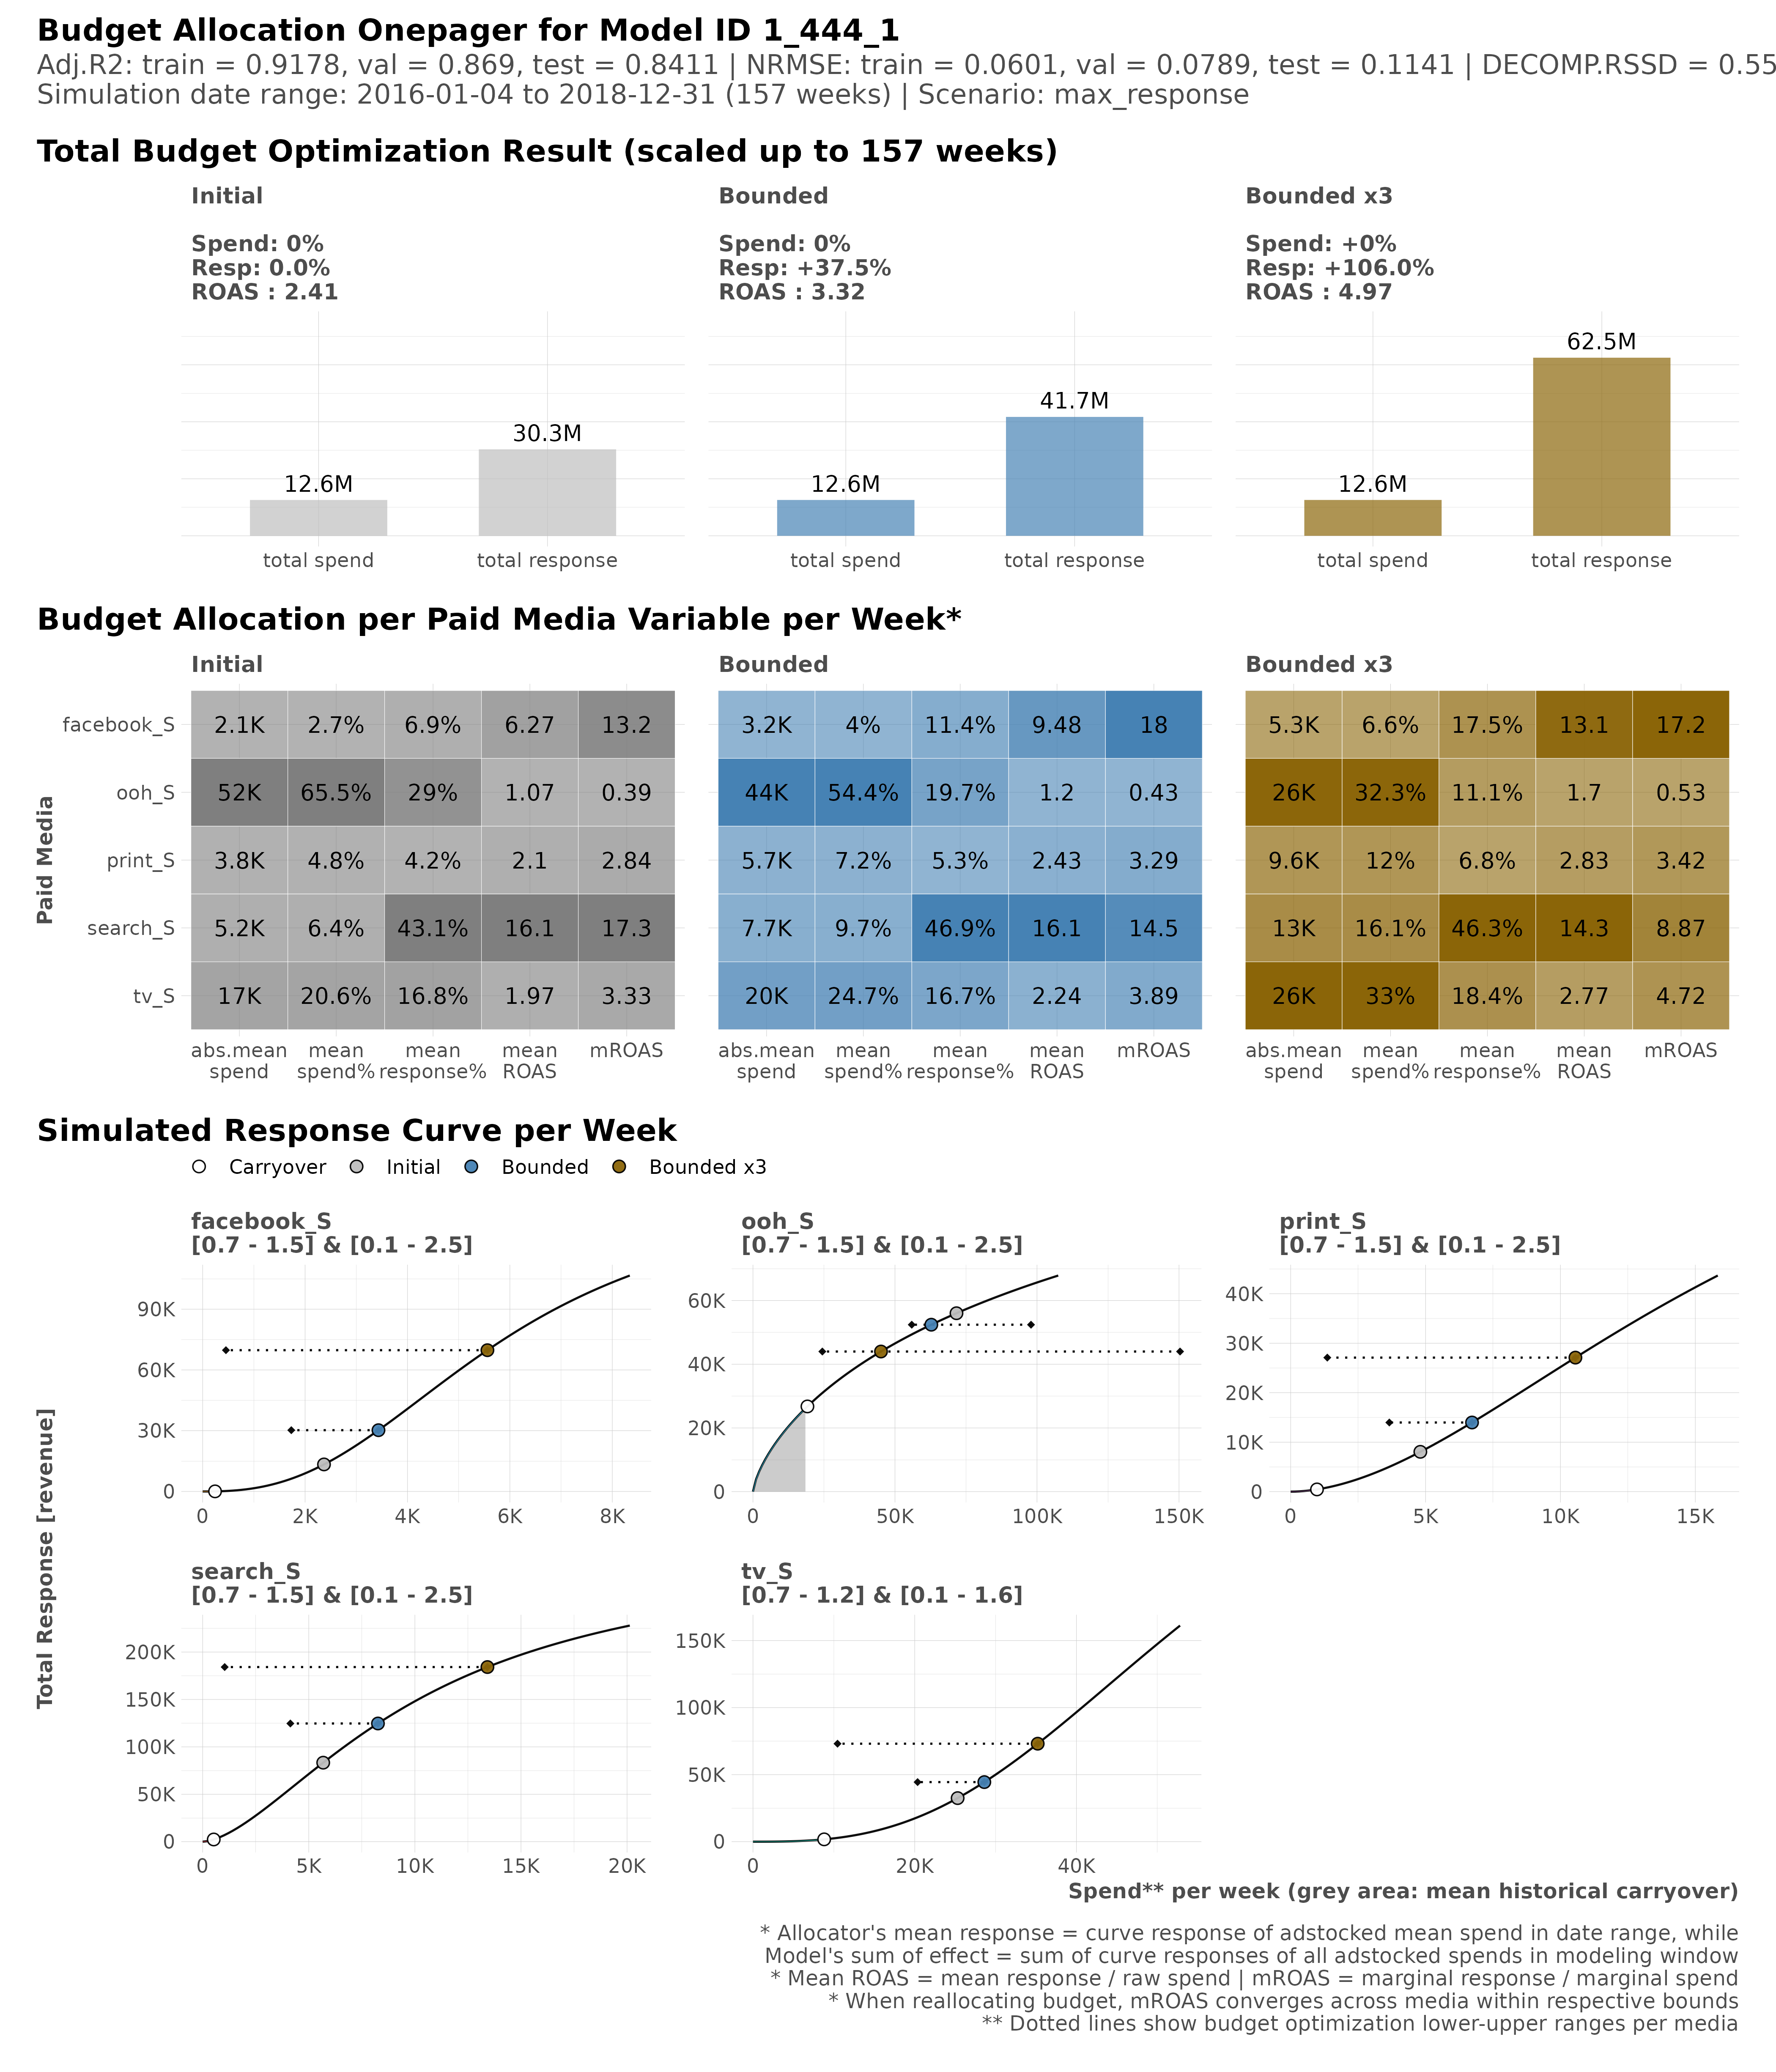 Budget Allocation Onepager for Model ID 1_444_1
Adj.R2: train = 0.9178, val = 0.869, test = 0.8411 | NRMSE: train = 0.0601, val = 0.0789, test = 0.1141 | DECOMP.RSSD = 0.55
Simulation date range: 2016-01-04 to 2018-12-31 (157 weeks) | Scenario: max_response
Total Budget Optimization Result (scaled up to 157 weeks)
Initial
Spend: 0%
Resp: 0.0%
ROAS : 2.41
12.6M
30.3M
total spend
total response
Bounded
Spend: 0%
Resp: +37.5%
ROAS : 3.32
12.6M
41.7M
total spend
total response
Bounded x3
Spend: +0%
Resp: +106.0%
ROAS : 4.97
12.6M
62.5M
total spend
total response
Budget Allocation per Paid Media Variable per Week*
Initial Bounded Bounded x3
Paid Media
facebook_S 2.1K 2.7% 6.9% 6.27 13.2 3.2K 4% 11.4% 9.48 18 5.3K 6.6% 17.5% 13.1 17.2
ooh_S 52K 65.5% 29% 1.07 0.39 44K 54.4% 19.7% 1.2 0.43 26K 32.3% 11.1% 1.7 0.53
print_S 3.8K 4.8% 4.2% 2.1 2.84 5.7K 7.2% 5.3% 2.43 3.29 9.6K 12% 6.8% 2.83 3.42
search_S 5.2K 6.4% 43.1% 16.1 17.3 7.7K 9.7% 46.9% 16.1 14.5 13K 16.1% 46.3% 14.3 8.87
tv_S 17K 20.6% 16.8% 1.97 3.33 20K 24.7% 16.7% 2.24 3.89 26K 33% 18.4% 2.77 4.72
abs.mean mean mean mean mROAS abs.mean mean mean mean mROAS abs.mean mean mean mean mROAS
spend spend% response% ROAS spend spend% response% ROAS spend spend% response% ROAS
Simulated Response Curve per Week
Carryover Initial Bounded Bounded x3
Total Response [revenue]
facebook_S
[0.7 - 1.5] & [0.1 - 2.5]
90K
60K
30K
0
0 2K 4K 6K 8K
ooh_S
[0.7 - 1.5] & [0.1 - 2.5]
60K
40K
20K
0
0 50K 100K 150K
print_S
[0.7 - 1.5] & [0.1 - 2.5]
40K
30K
20K
10K
0
0 5K 10K 15K
search_S
[0.7 - 1.5] & [0.1 - 2.5]
200K
150K
100K
50K
0
0 5K 10K 15K 20K
tv_S
[0.7 - 1.2] & [0.1 - 1.6]
150K
100K
50K
0
0 20K 40K
Spend** per week (grey area: mean historical carryover)
* Allocator's mean response = curve response of adstocked mean spend in date range, while
Model's sum of effect = sum of curve responses of all adstocked spends in modeling window
* Mean ROAS = mean response / raw spend | mROAS = marginal response / marginal spend
* When reallocating budget, mROAS converges across media within respective bounds
** Dotted lines show budget optimization lower-upper ranges per media